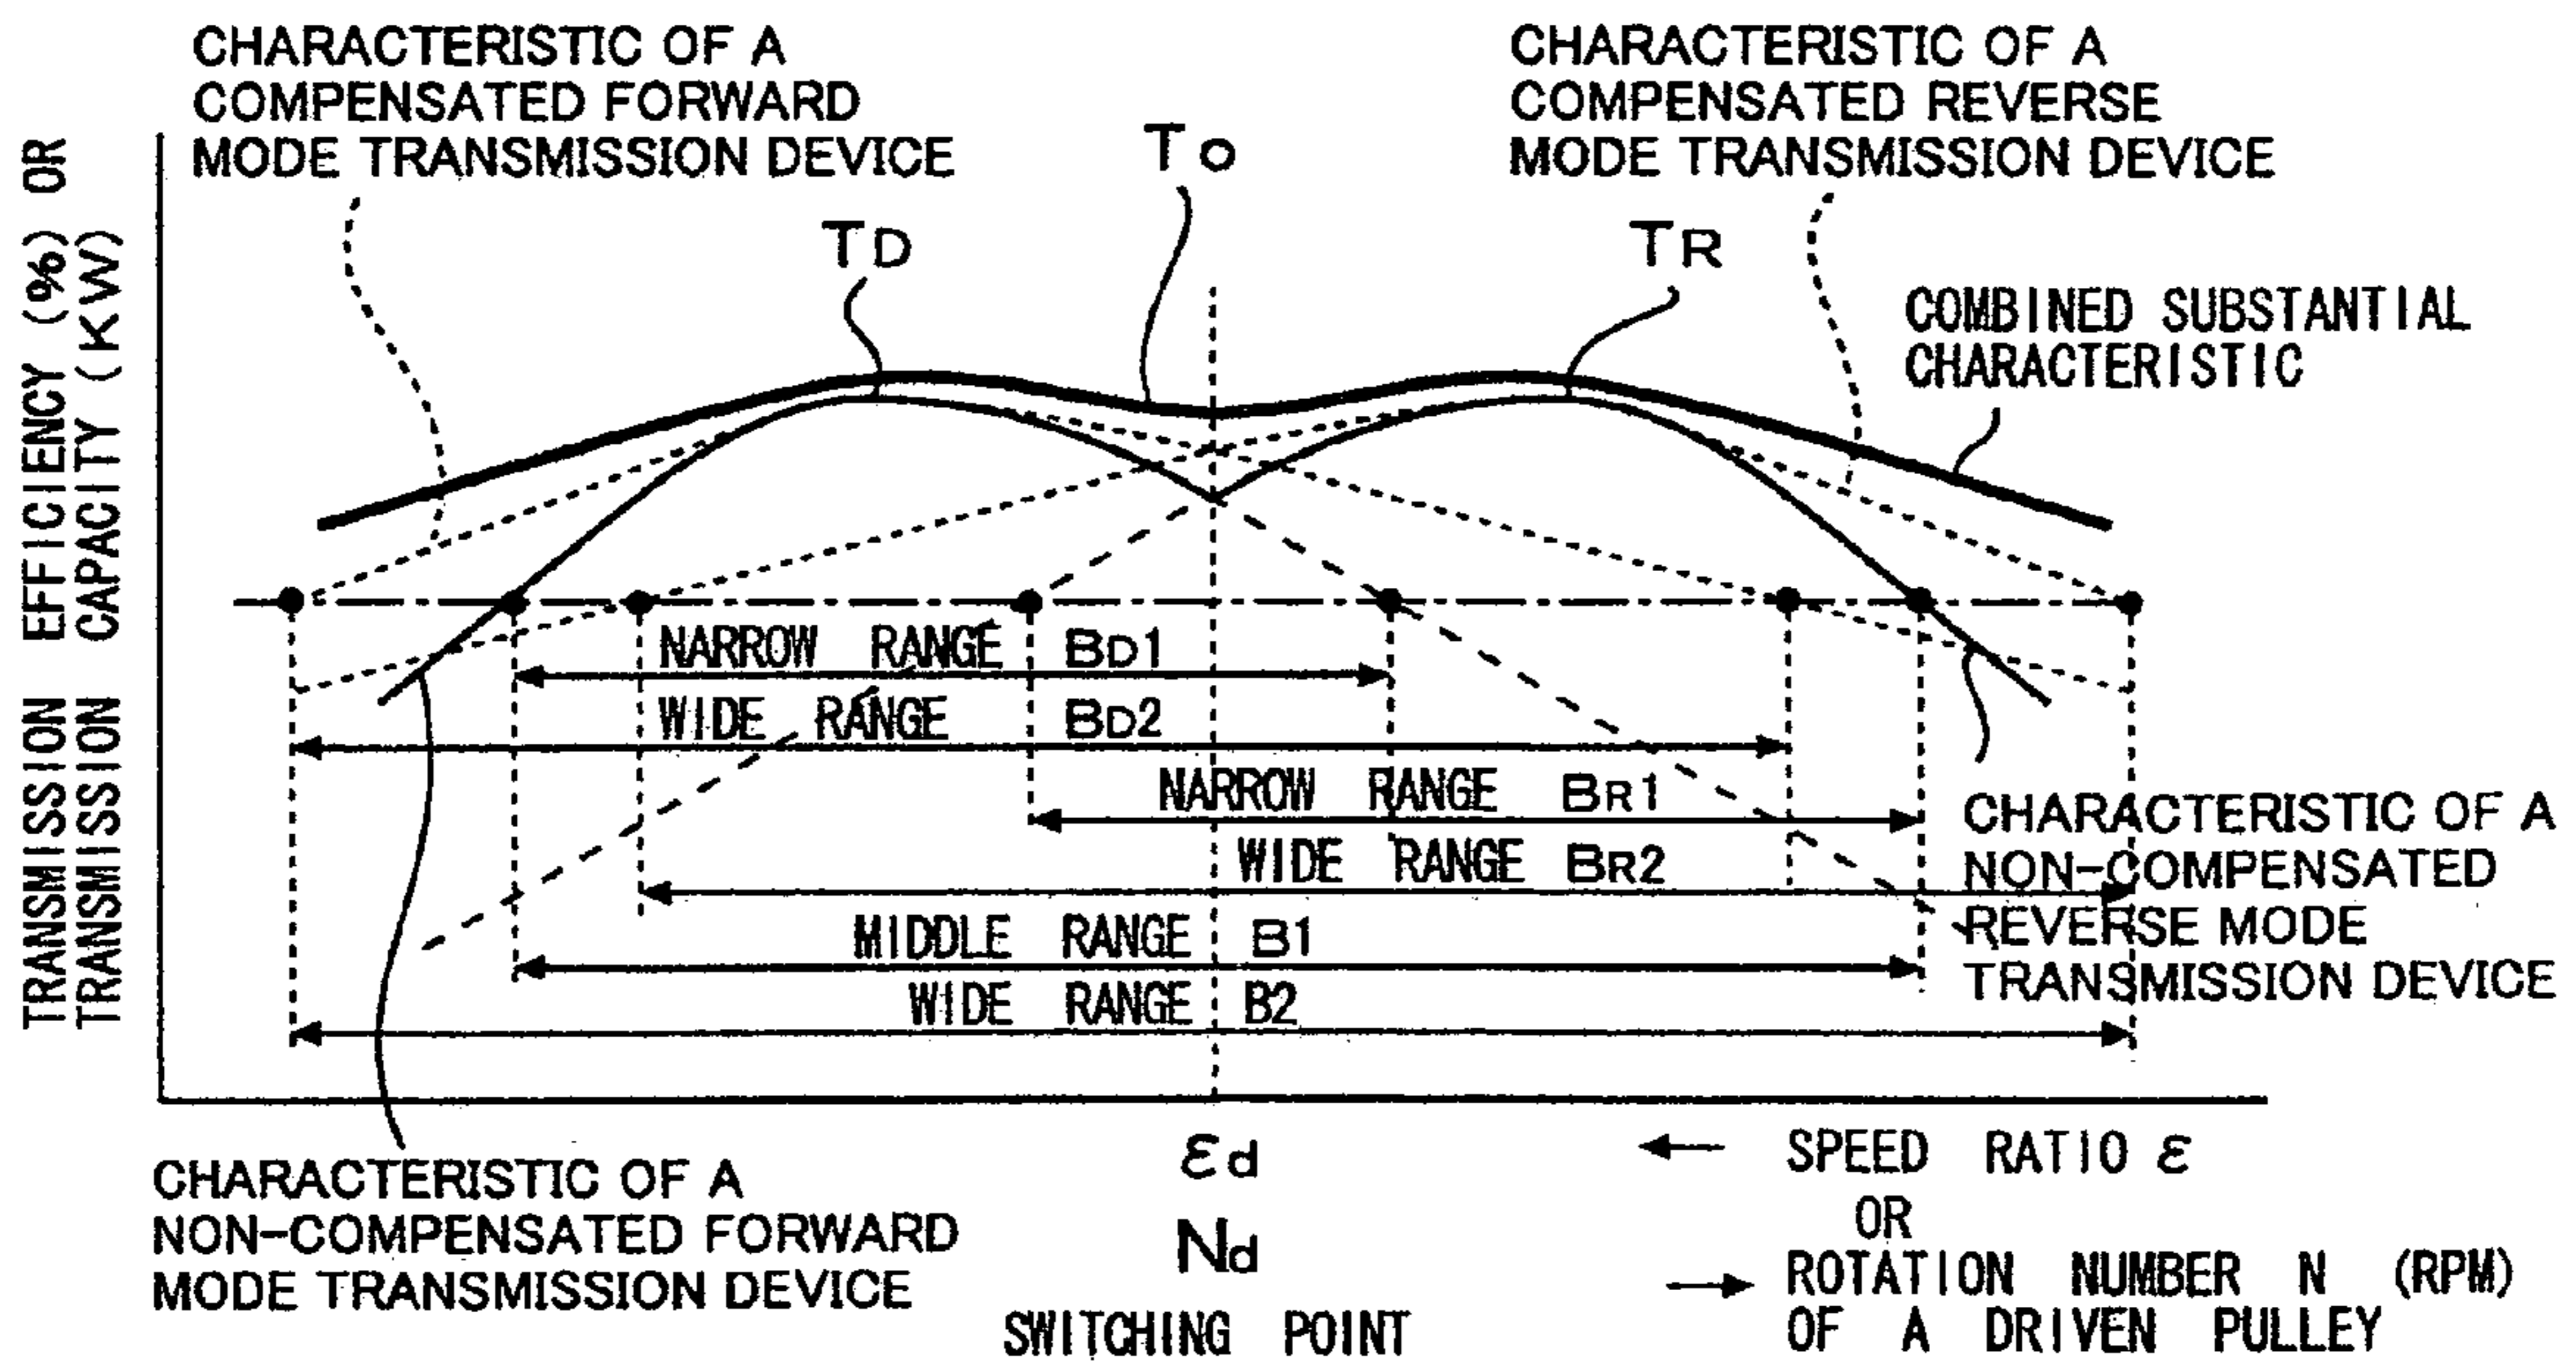 CHARACTERISTIC OF A
COMPENSATED FORWARD
MODE TRANSMISSION DEVICE
CHARACTERISTIC OF A
COMPENSATED REVERSE
MODE TRANSMISSION DEVICE
To
TD
TR
COMBINED SUBSTANTIAL
CHARACTERISTIC
TRANSMISSION EFFICIENCY (%) OR
TRANSMISSION CAPACITY (KW)
NARROW RANGE BD1
WIDE RANGE BD2
NARROW RANGE BR1
WIDE RANGE BR2
MIDDLE RANGE B1
WIDE RANGE B2
CHARACTERISTIC OF A
NON-COMPENSATED
REVERSE MODE
TRANSMISSION DEVICE
CHARACTERISTIC OF A
NON-COMPENSATED FORWARD
MODE TRANSMISSION DEVICE
εd
Nd
SWITCHING POINT
← SPEED RATIO ε
OR
→ ROTATION NUMBER N (RPM)
OF A DRIVEN PULLEY